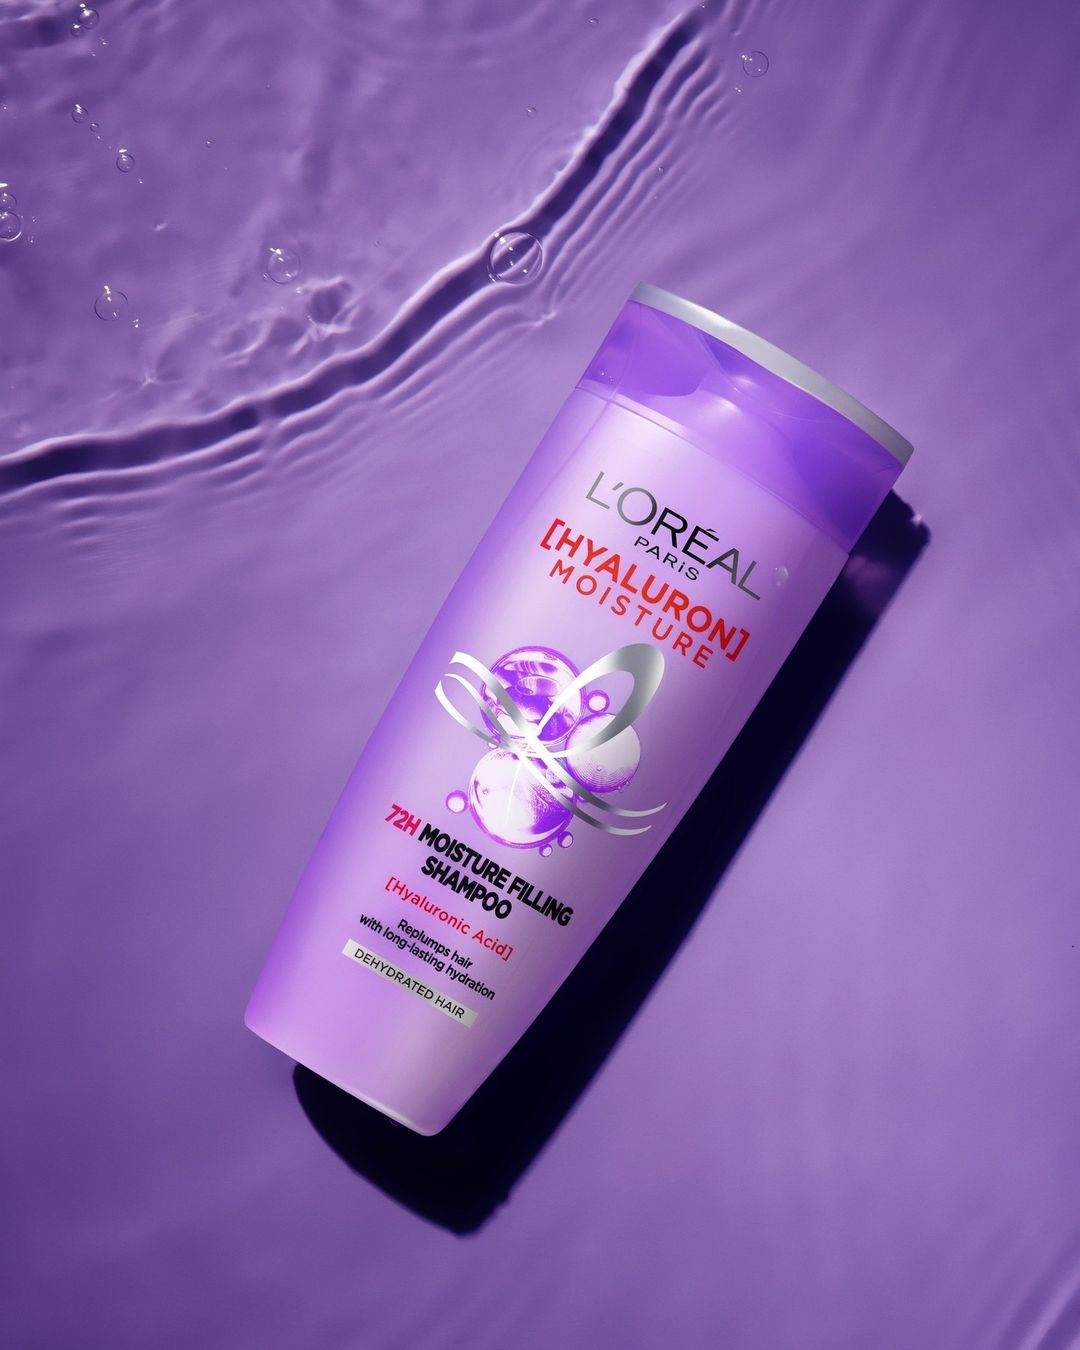 L'ORÉAL
PARiS
[HYALURON]
MOISTURE
72H MOISTURE FILLING
SHAMPOO
[Hyaluronic Acid]
Replumps hair
with long-lasting hydration
DEHYDRATED HAIR